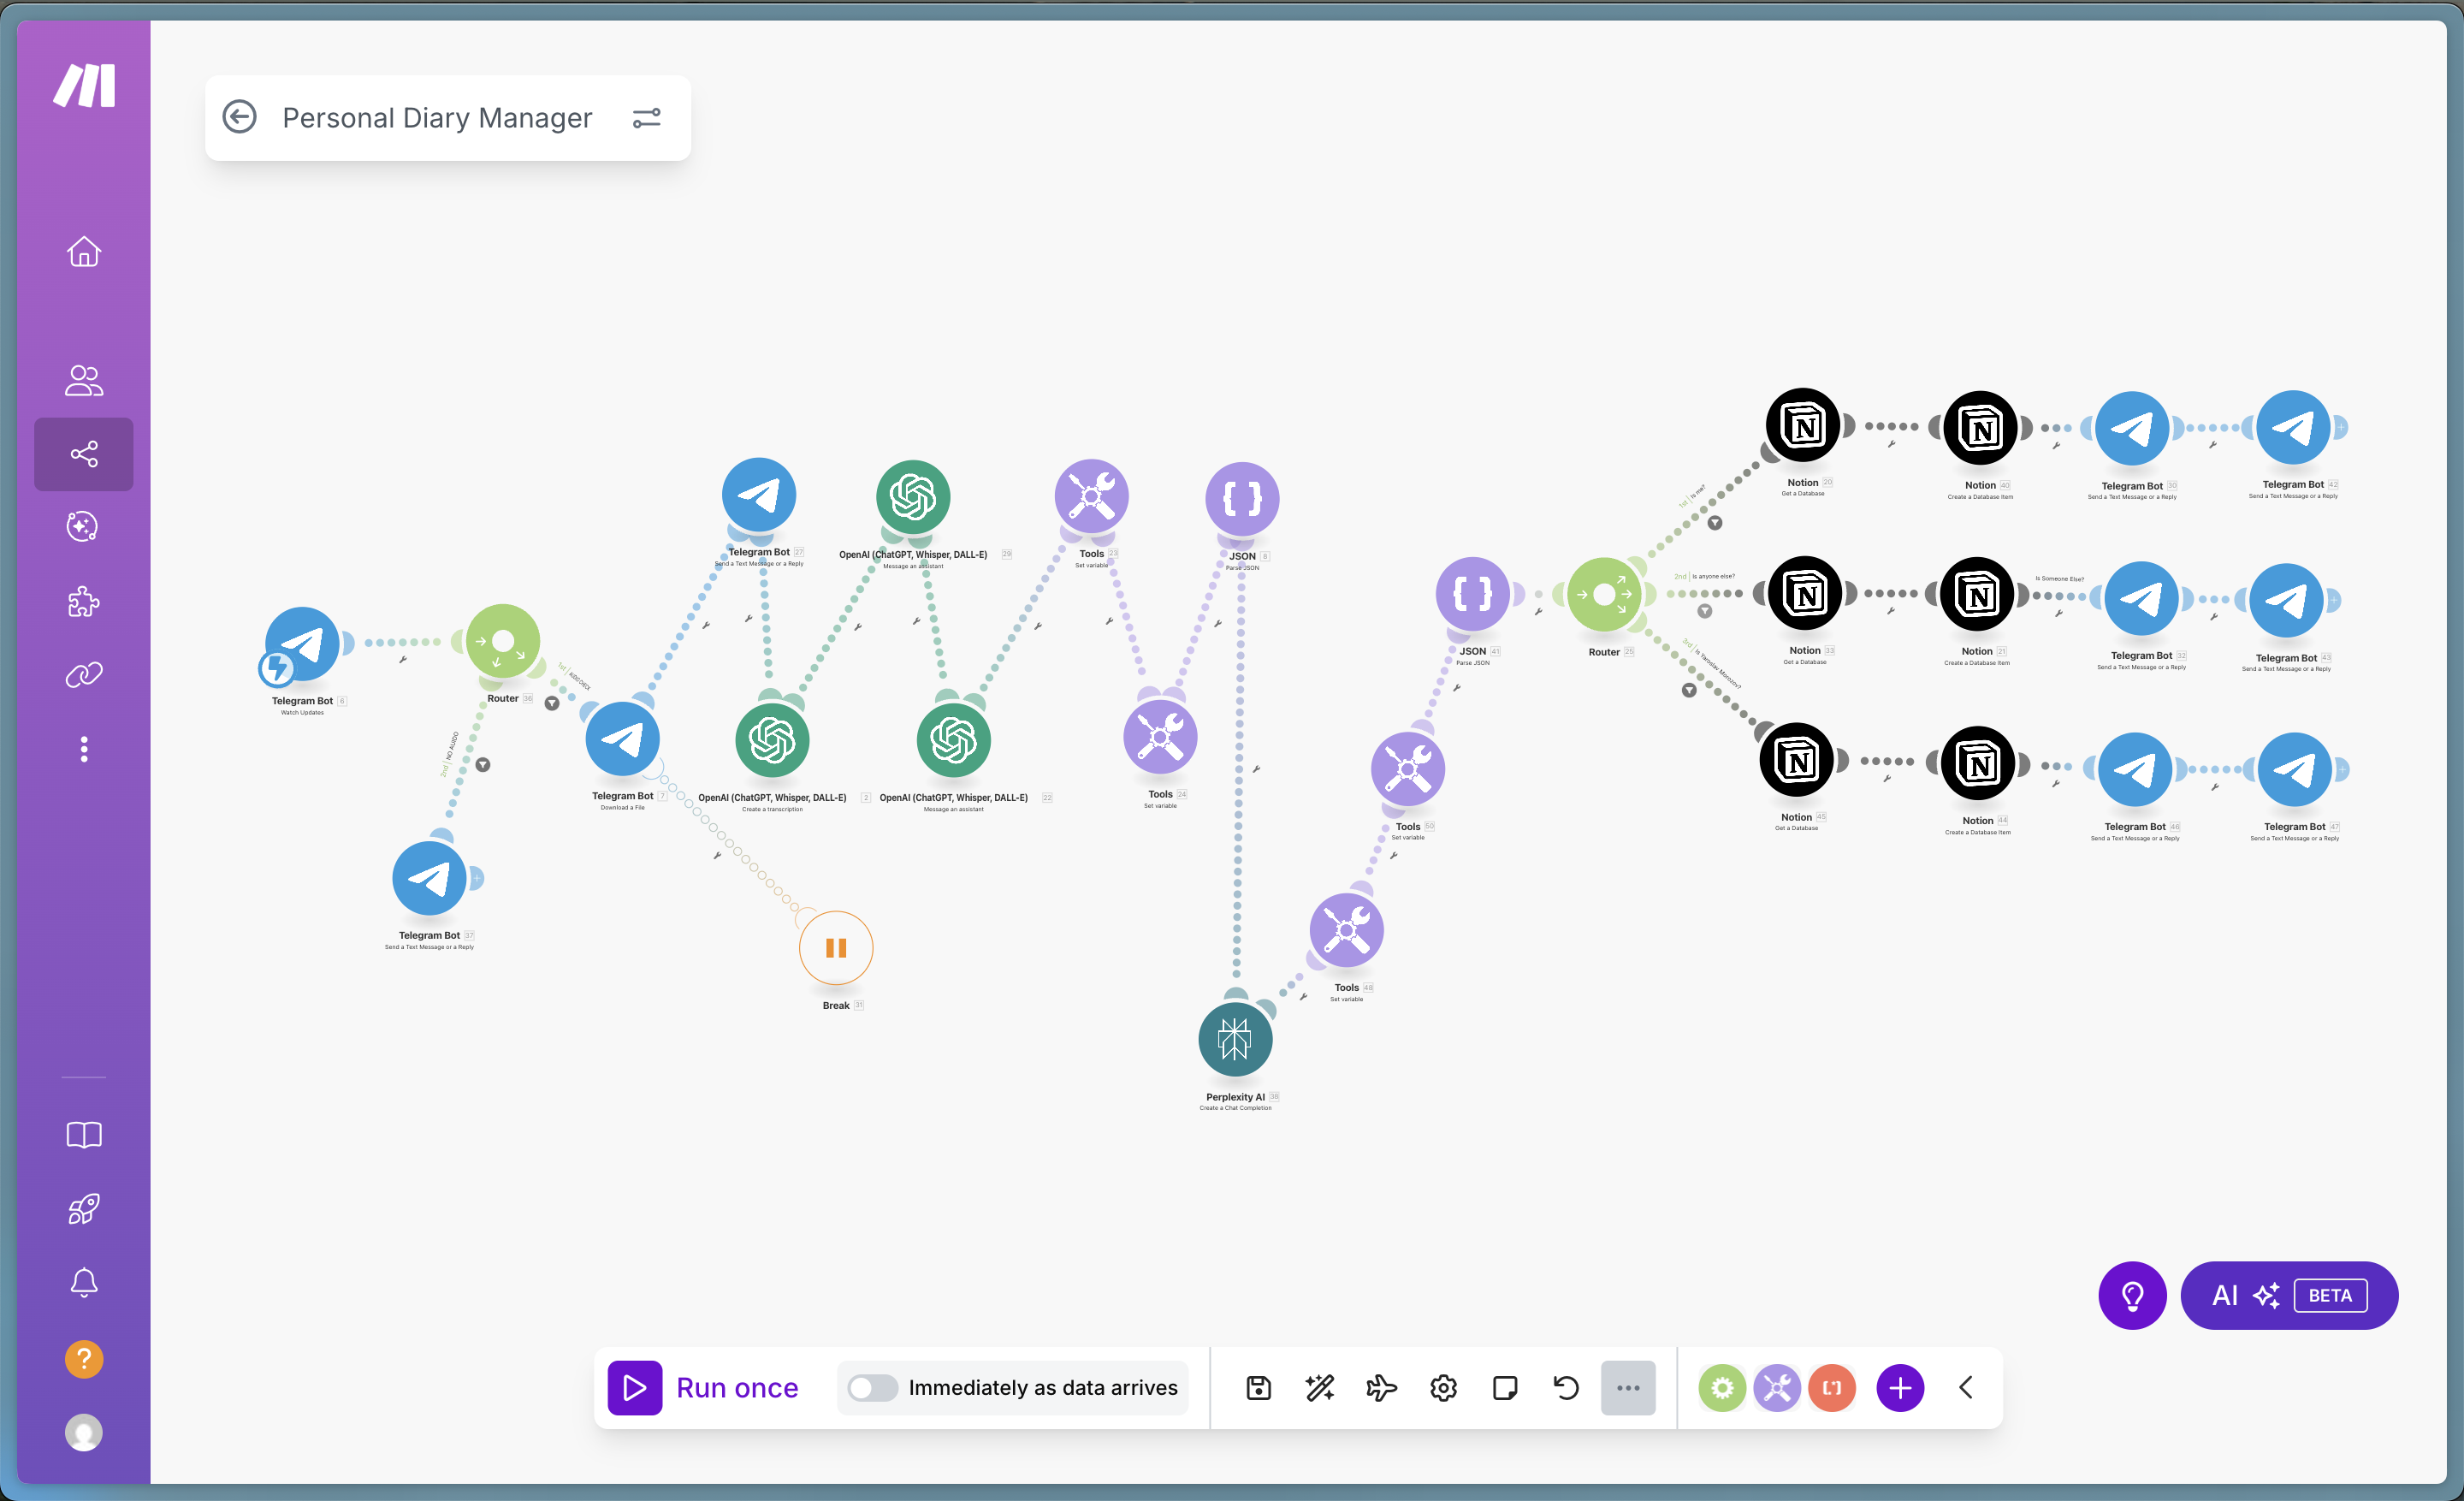 Personal Diary Manager
Telegram Bot 6
Watch Updates
Router 36
1st | AUDIO/TEX
2nd | NO AUIDO
Telegram Bot 37
Send a Text Message or a Reply
Telegram Bot 7
Download a File
Break 31
Telegram Bot 27
Send a Text Message or a Reply
OpenAI (ChatGPT, Whisper, DALL-E) 2
Create a transcription
OpenAI (ChatGPT, Whisper, DALL-E) 29
Message an assistant
OpenAI (ChatGPT, Whisper, DALL-E) 22
Message an assistant
Tools 23
Set variable
Tools 24
Set variable
JSON 8
Parse JSON
Perplexity AI 38
Create a Chat Completion
Tools 48
Set variable
Tools 50
Set variable
JSON 41
Parse JSON
Router 25
1st | Is me?
Notion 20
Get a Database
Notion 40
Create a Database Item
Telegram Bot 30
Send a Text Message or a Reply
Telegram Bot 42
Send a Text Message or a Reply
2nd | Is anyone else?
Notion 33
Get a Database
Notion 21
Create a Database Item
Is Someone Else?
Telegram Bot 32
Send a Text Message or a Reply
Telegram Bot 43
Send a Text Message or a Reply
3rd | Is Yaroslav Morozov?
Notion 45
Get a Database
Notion 44
Create a Database Item
Telegram Bot 46
Send a Text Message or a Reply
Telegram Bot 47
Send a Text Message or a Reply
AI BETA
Run once
Immediately as data arrives